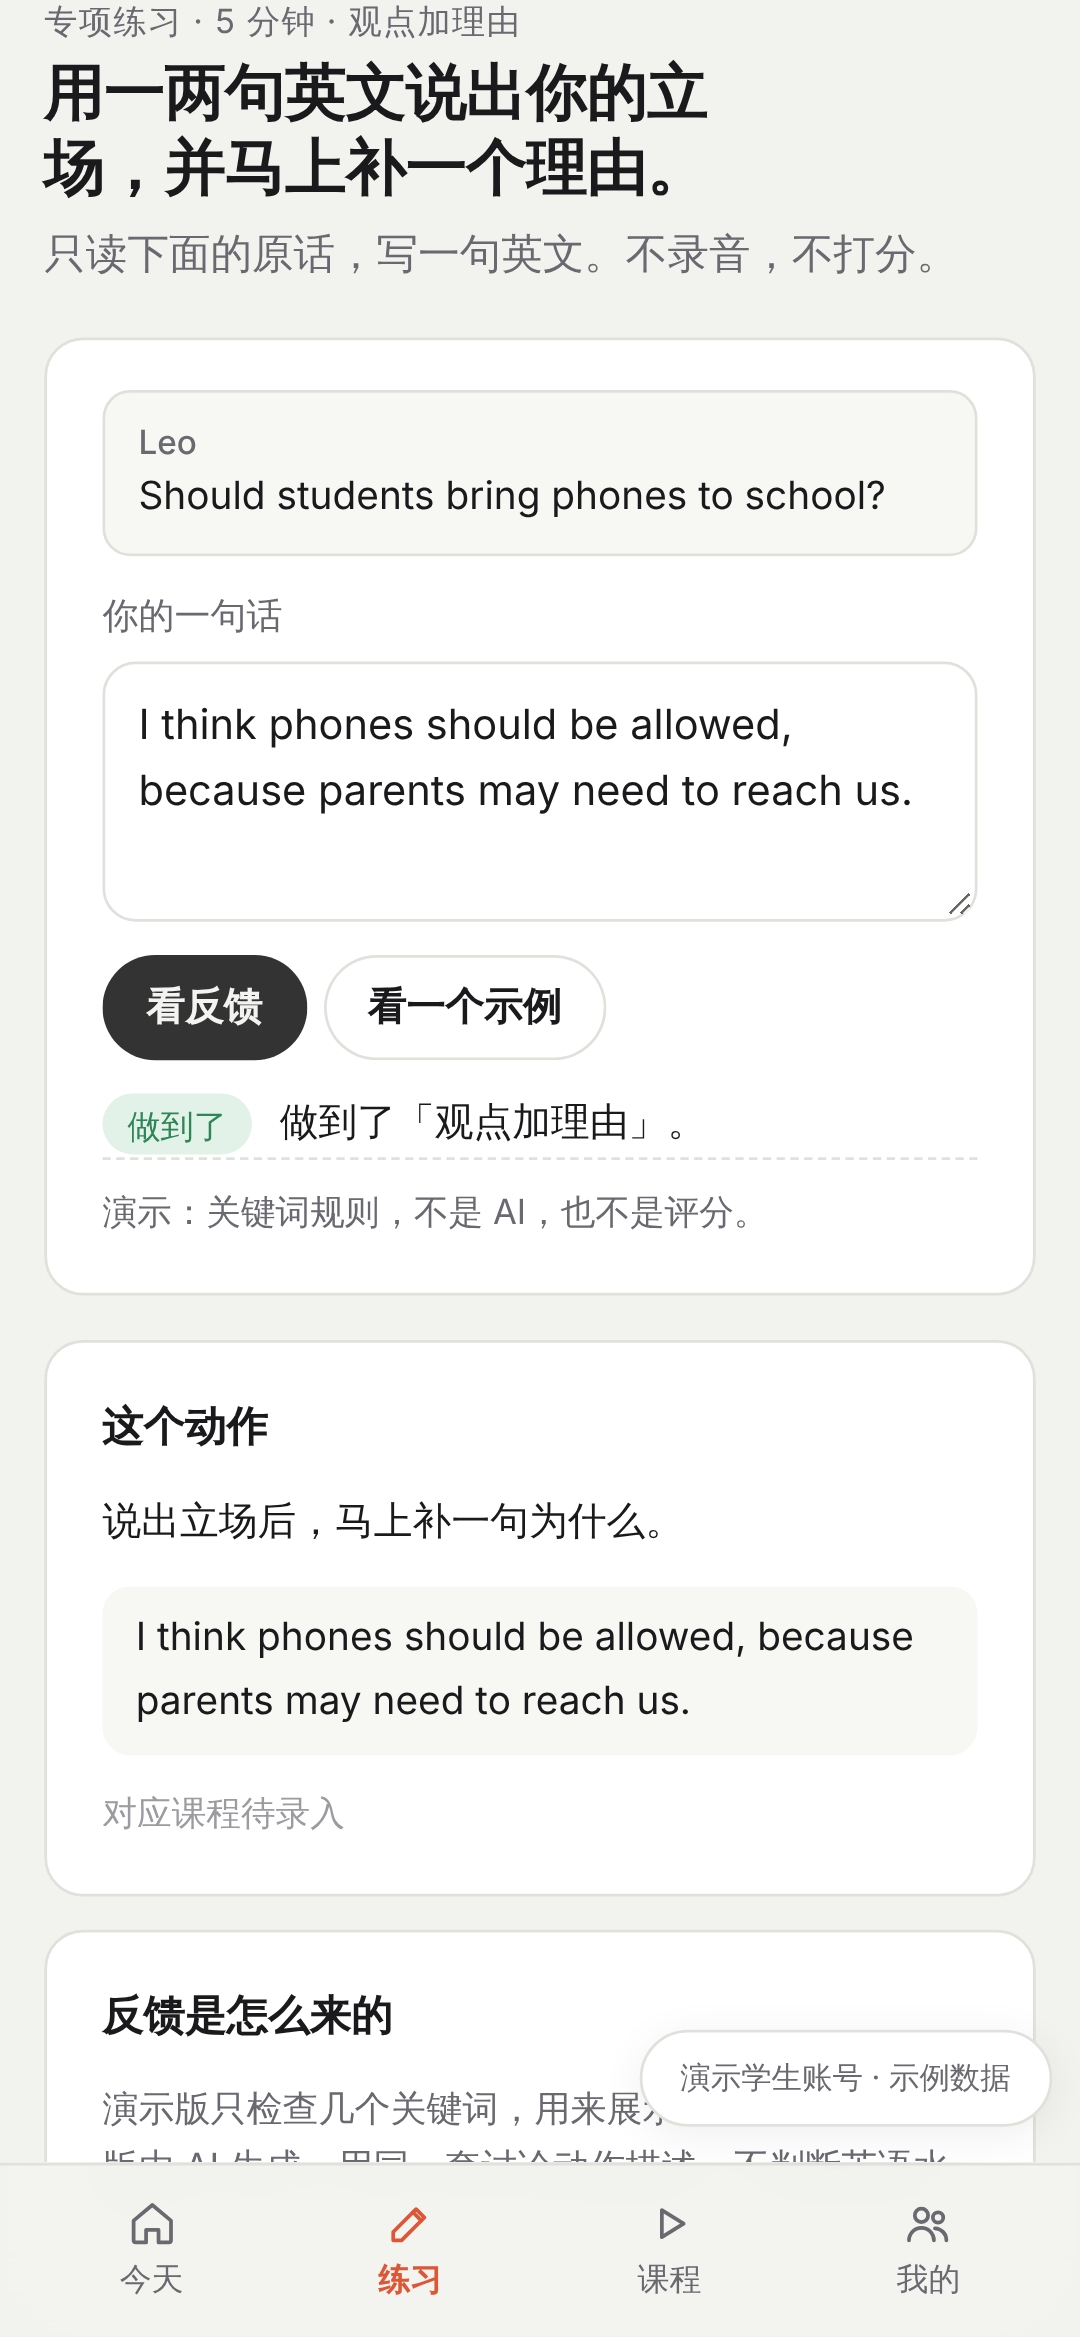 专项练习 · 5 分钟 · 观点加理由
用一两句英文说出你的立
场，并马上补一个理由。
只读下面的原话，写一句英文。不录音，不打分。
Leo
Should students bring phones to school?
你的一句话
I think phones should be allowed,
because parents may need to reach us.
看反馈
看一个示例
做到了
做到了「观点加理由」。
演示：关键词规则，不是 AI，也不是评分。
这个动作
说出立场后，马上补一句为什么。
I think phones should be allowed, because
parents may need to reach us.
对应课程待录入
反馈是怎么来的
演示学生账号 · 示例数据
演示版只检查几个关键词，用来展
今天
练习
课程
我的